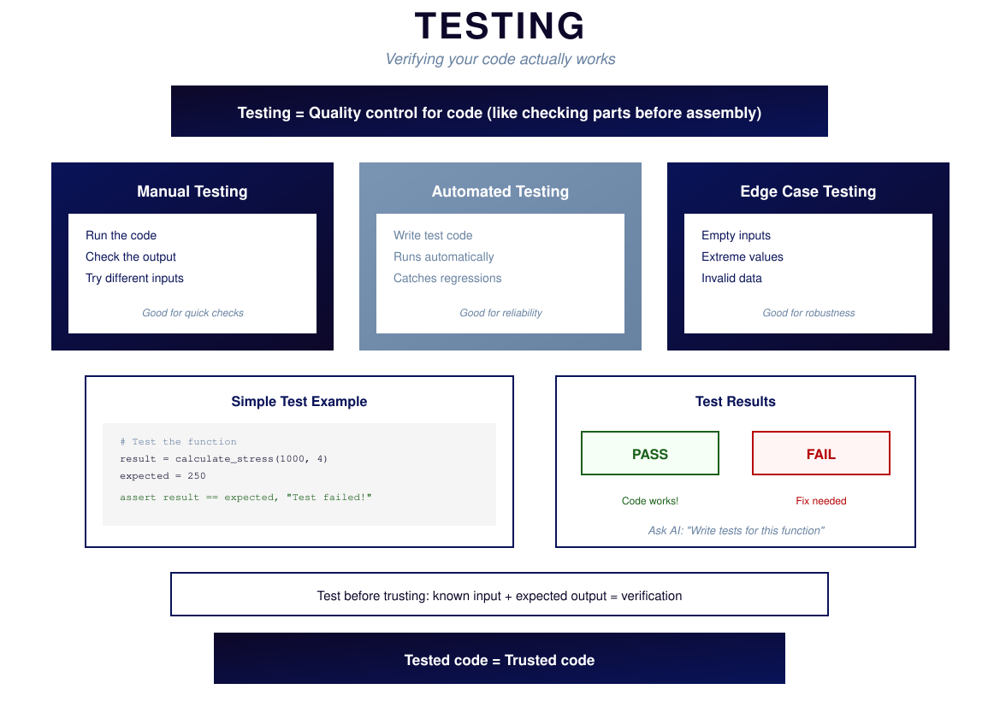 TESTING
Verifying your code actually works
Testing = Quality control for code (like checking parts before assembly)
Manual Testing
Run the code
Check the output
Try different inputs
Good for quick checks
Automated Testing
Write test code
Runs automatically
Catches regressions
Good for reliability
Edge Case Testing
Empty inputs
Extreme values
Invalid data
Good for robustness
Simple Test Example
# Test the function
result = calculate_stress(1000, 4)
expected = 250
assert result == expected, "Test failed!"
Test Results
PASS
Code works!
FAIL
Fix needed
Ask AI: "Write tests for this function"
Test before trusting: known input + expected output = verification
Tested code = Trusted code